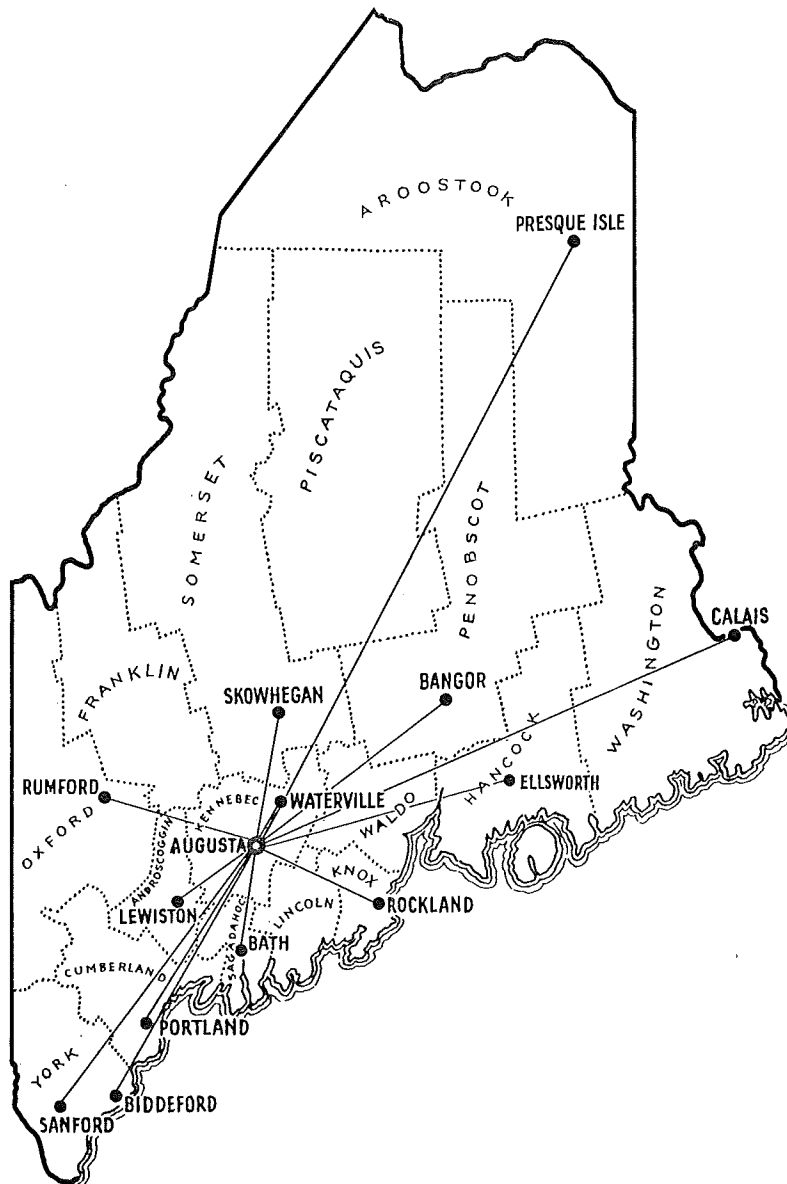 AROOSTOOK
PRESQUE ISLE
PISCATAQUIS
SOMERSET
PENOBSCOT
CALAIS
WASHINGTON
FRANKLIN
SKOWHEGAN
BANGOR
HANCOCK
RUMFORD
ELLSWORTH
KENNEBEC
WATERVILLE
WALDO
OXFORD
AUGUSTA
ANDROSCOGGIN
KNOX
LEWISTON
LINCOLN
ROCKLAND
SAGADAHOC
BATH
CUMBERLAND
PORTLAND
YORK
BIDDEFORD
SANFORD